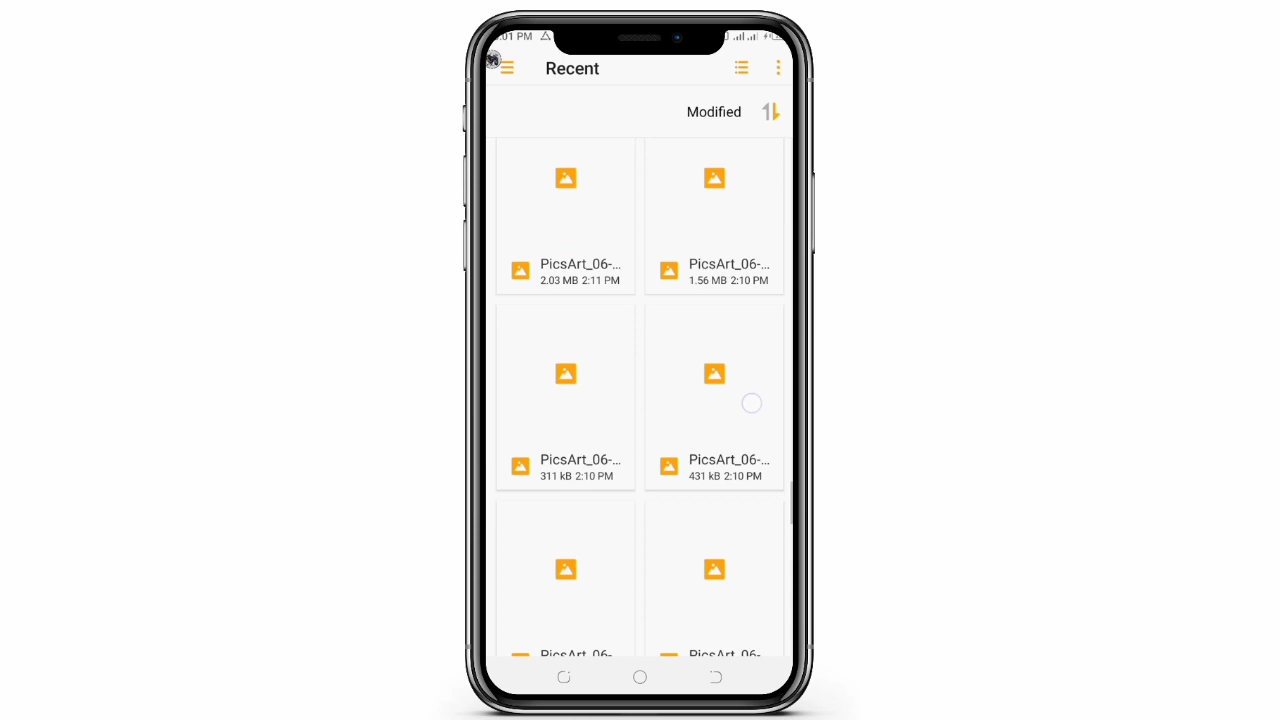 :01 PM
Recent
Modified
PicsArt_06-...
2.03 MB 2:11 PM
PicsArt_06-...
1.56 MB 2:10 PM
PicsArt_06-...
311 kB 2:10 PM
PicsArt_06-...
431 kB 2:10 PM
PicsArt_06-
PicsArt_06-